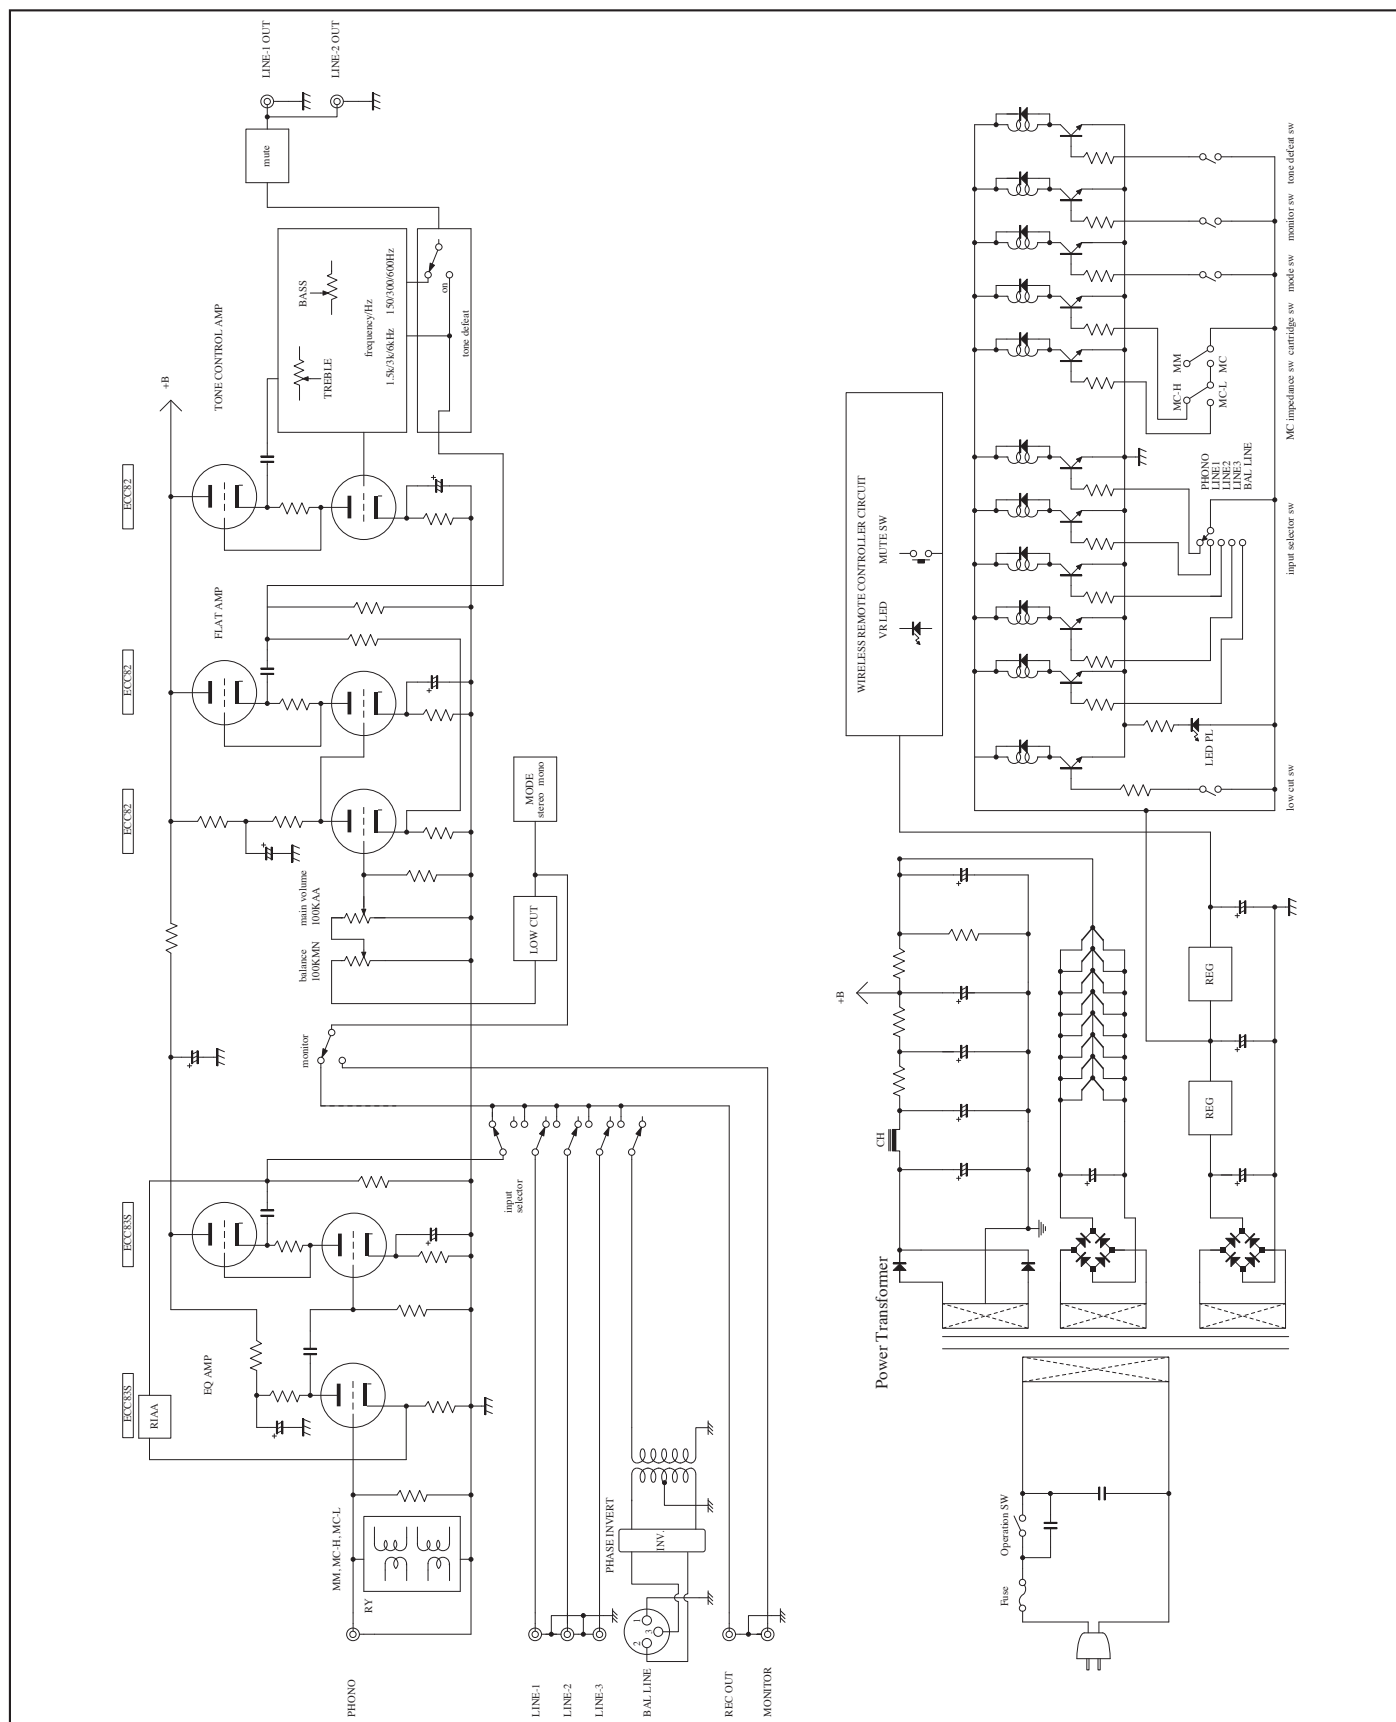 PHONO
LINE-1
LINE-2
LINE-3
BAL LINE
REC OUT
MONITOR
RY
MM, MC-H, MC-L
1
2
3
PHASE INVERT
INV.
ECC83S
RIAA
EQ AMP
ECC83S
input
selector
monitor
balance
100KMN
main volume
100KAA
LOW CUT
MODE
stereo mono
ECC82
ECC82
FLAT AMP
ECC82
TONE CONTROL AMP
+B
TREBLE
BASS
frequency/Hz
1.5k/3k/6kHz 150/300/600Hz
on
tone defeat
mute
LINE-1 OUT
LINE-2 OUT
Fuse
Operation SW
Power Transformer
CH
+B
REG
REG
WIRELESS REMOTE CONTROLLER CIRCUIT
VR LED
MUTE SW
LED PL
low cut sw
input selector sw
PHONO
LINE1
LINE2
LINE3
BAL LINE
MC-H
MC-L
MM
MC
MC impedance sw
cartridge sw
mode sw
monitor sw
tone defeat sw